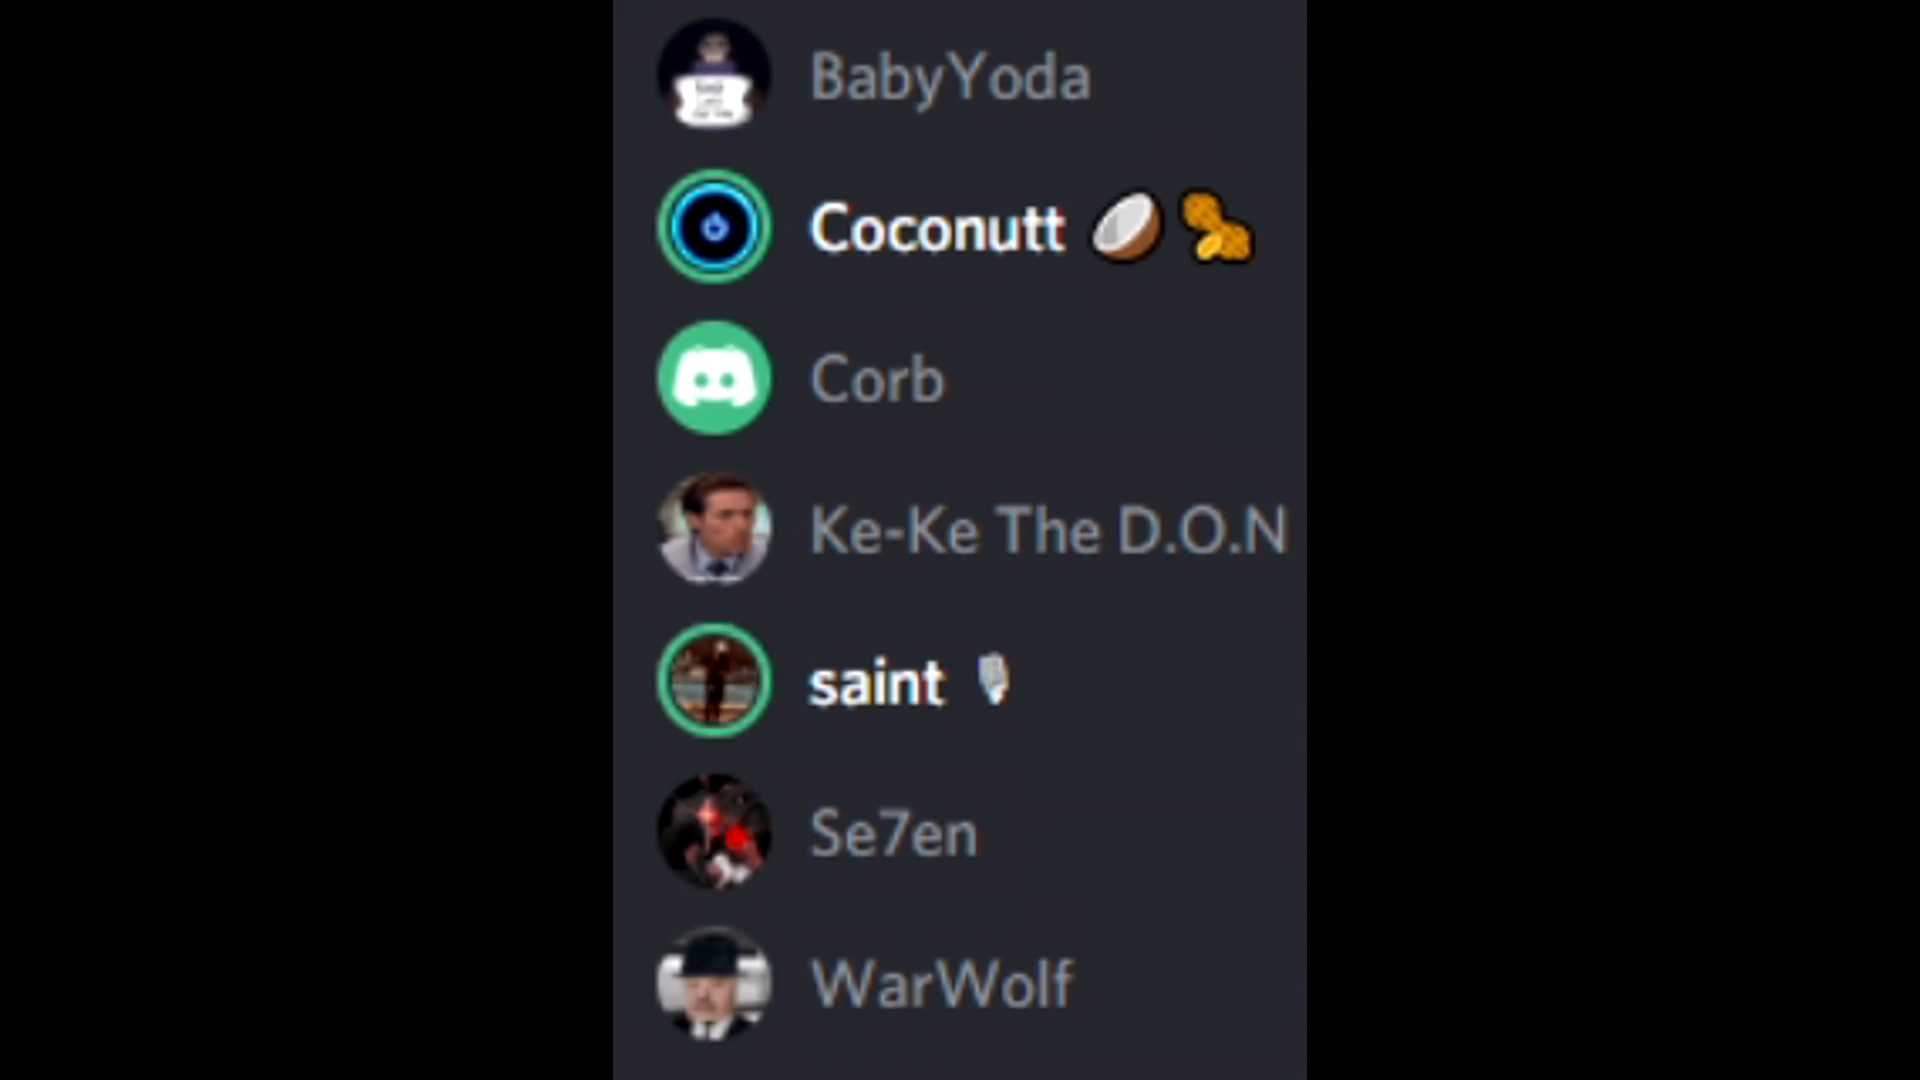 BabyYoda
Coconutt 🥥 🥜
Corb
Ke-Ke The D.O.N
saint 🎙
Se7en
WarWolf